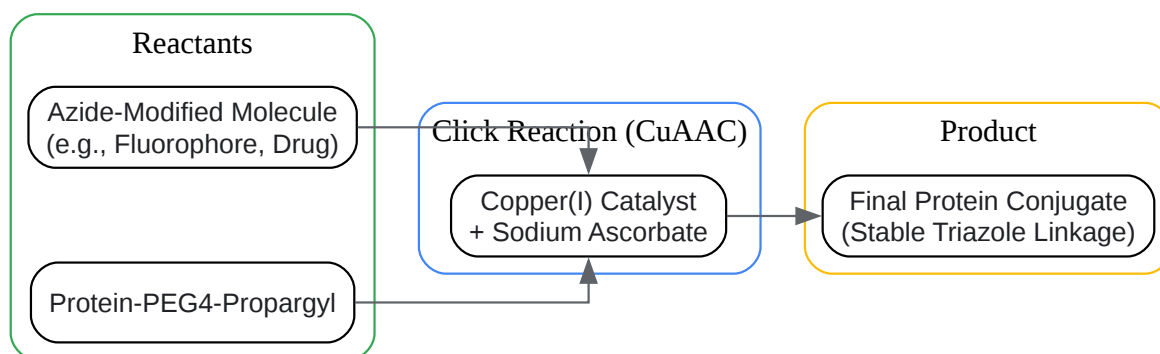 Reactants
Azide-Modified Molecule
(e.g., Fluorophore, Drug)
Protein-PEG4-Propargyl
Click Reaction (CuAAC)
Copper(I) Catalyst
+ Sodium Ascorbate
Product
Final Protein Conjugate
(Stable Triazole Linkage)